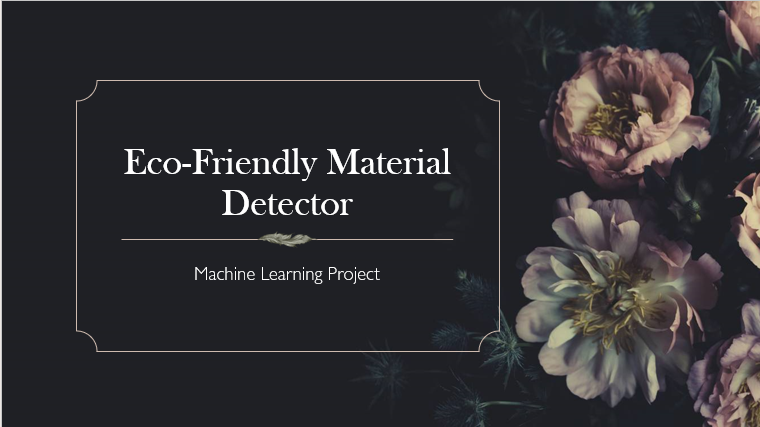 Eco-Friendly Material
Detector
Machine Learning Project